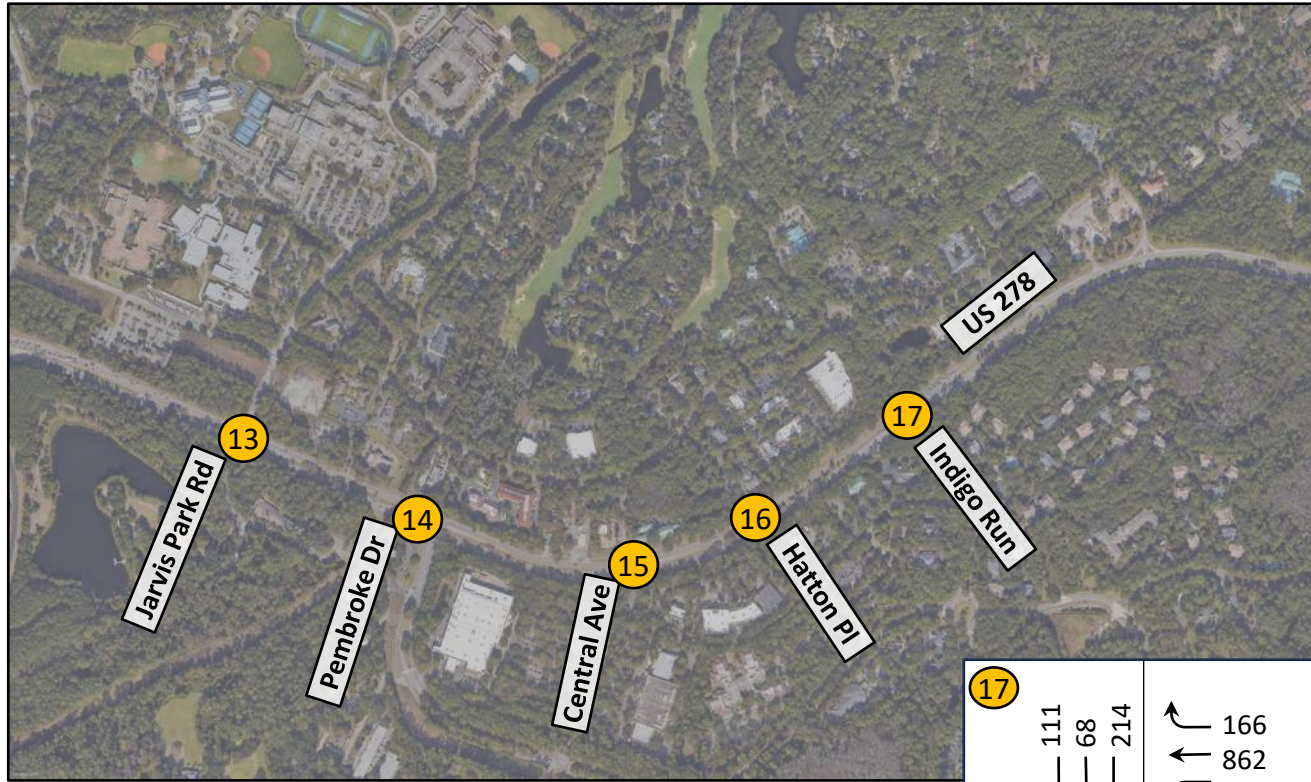 US 278
17
Indigo Run
13
Jarvis Park Rd
14
Pembroke Dr
16
Hatton Pl
15
Central Ave
17
111
68
214
166
862